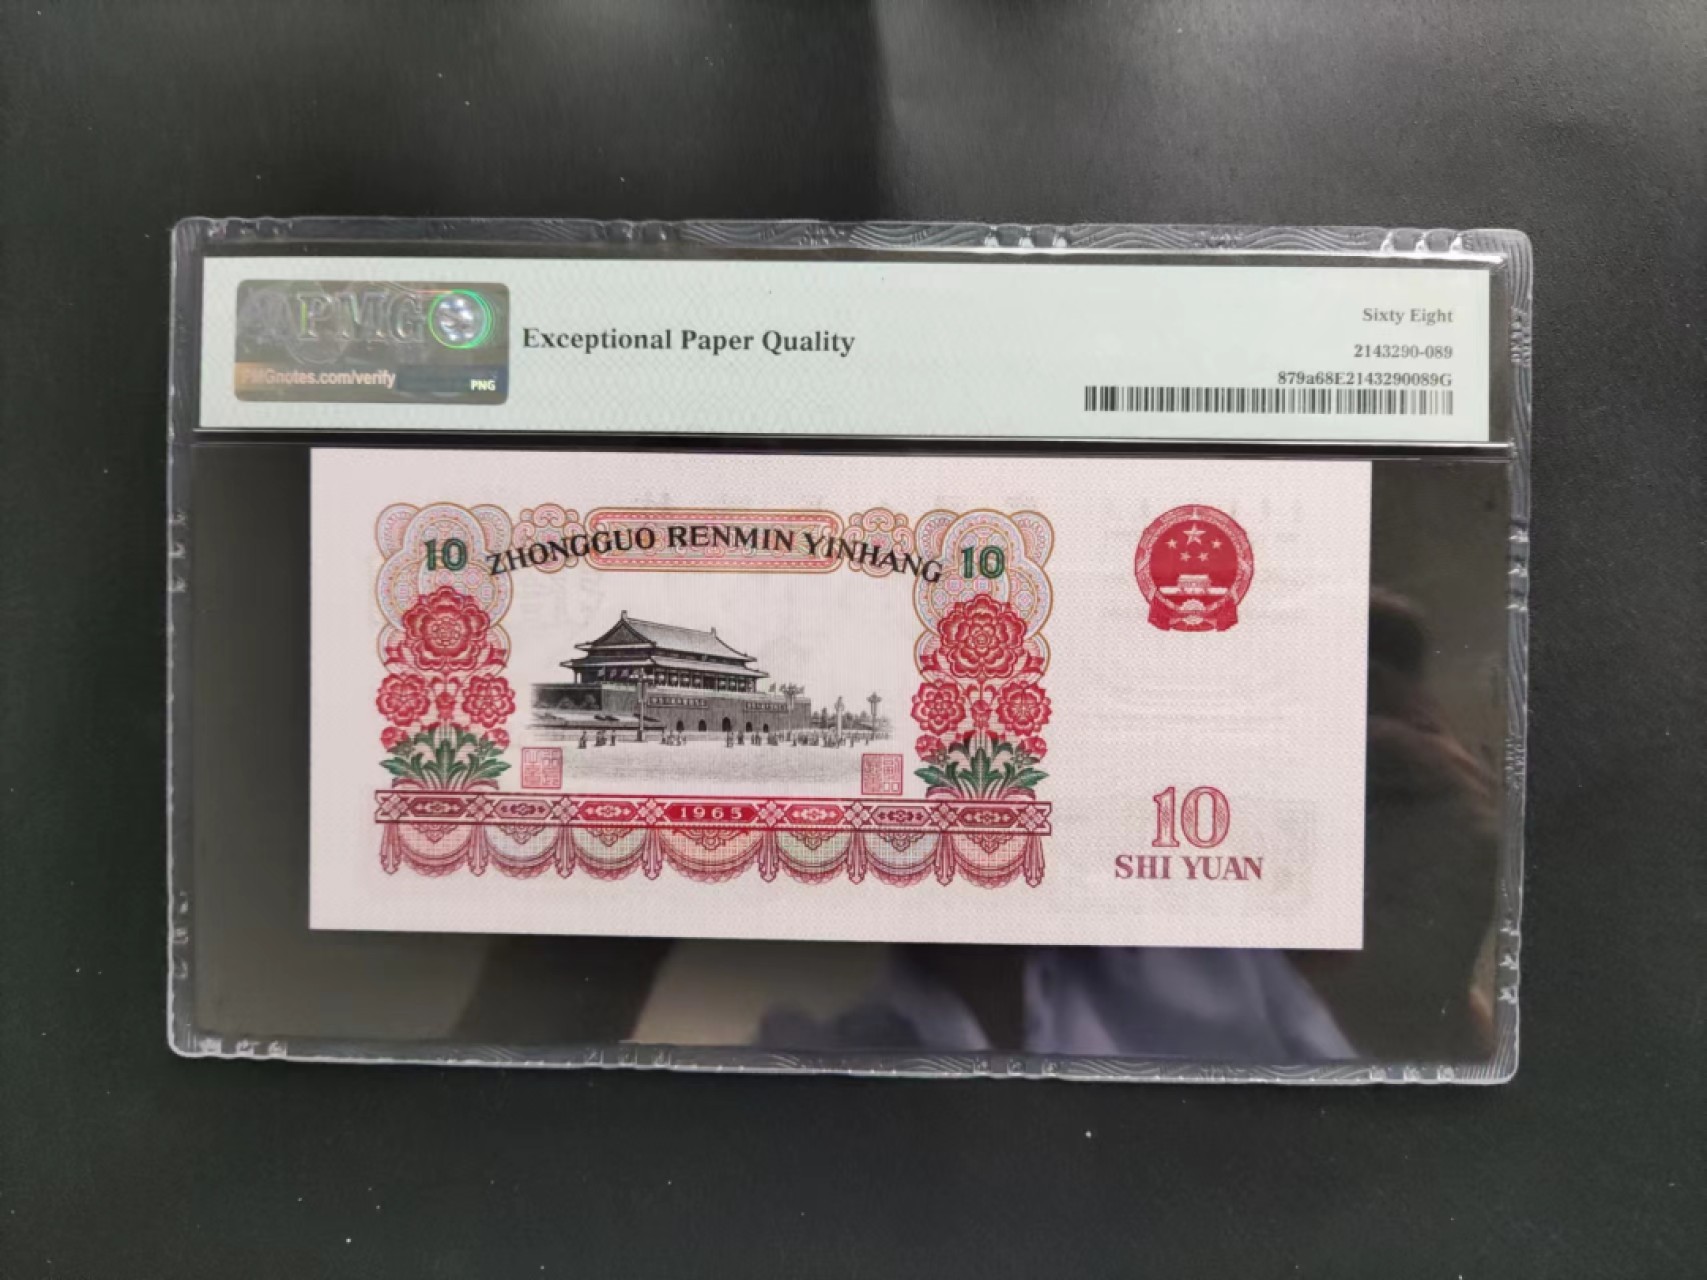 PMG
PMGnotes.com/verify
PNG
Exceptional Paper Quality
Sixty Eight
2143290-089
879a68E2143290089G
10 ZHONGGUO RENMIN YINHANG 10
1965
10
SHI YUAN